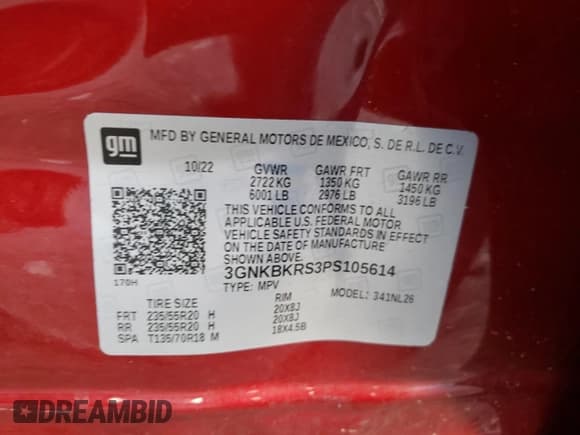 gm
MFD BY GENERAL MOTORS DE MEXICO, S. DE R.L. DE C.V.
10/22 GVWR GAWR FRT GAWR RR
2722 KG 1350 KG 1450 KG
6001 LB 2976 LB 3196 LB
THIS VEHICLE CONFORMS TO ALL
APPLICABLE U.S. FEDERAL MOTOR
VEHICLE SAFETY STANDARDS IN EFFECT
ON THE DATE OF MANUFACTURE
SHOWN ABOVE.
3GNKBKRS3PS105614
170H
TYPE: MPV MODEL: 341NL26
TIRE SIZE RIM
FRT 235/55R20 H 20X8J
RR 235/55R20 H 20X8J
SPA T135/70R18 M 18X4.5B
DREAMBID